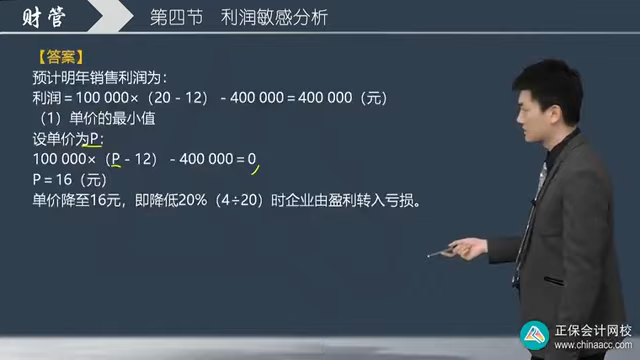 财管
第四节 利润敏感分析
【答案】
预计明年销售利润为：
利润＝100 000×（20－12）－400 000＝400 000（元）
（1）单价的最小值
设单价为P：
100 000×（P－12）－400 000＝0
P＝16（元）
单价降至16元，即降低20%（4÷20）时企业由盈利转入亏损。
正保会计网校
www.chinaacc.com